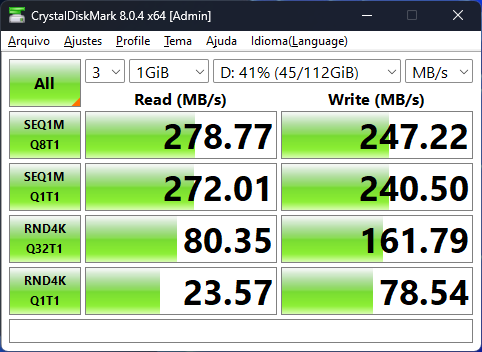 CrystalDiskMark 8.0.4 x64 [Admin]
Arquivo Ajustes Profile Tema Ajuda Idioma(Language)
All 3 1GiB D: 41% (45/112GiB) MB/s
Read (MB/s) Write (MB/s)
SEQ1M
Q8T1 278.77 247.22
SEQ1M
Q1T1 272.01 240.50
RND4K
Q32T1 80.35 161.79
RND4K
Q1T1 23.57 78.54